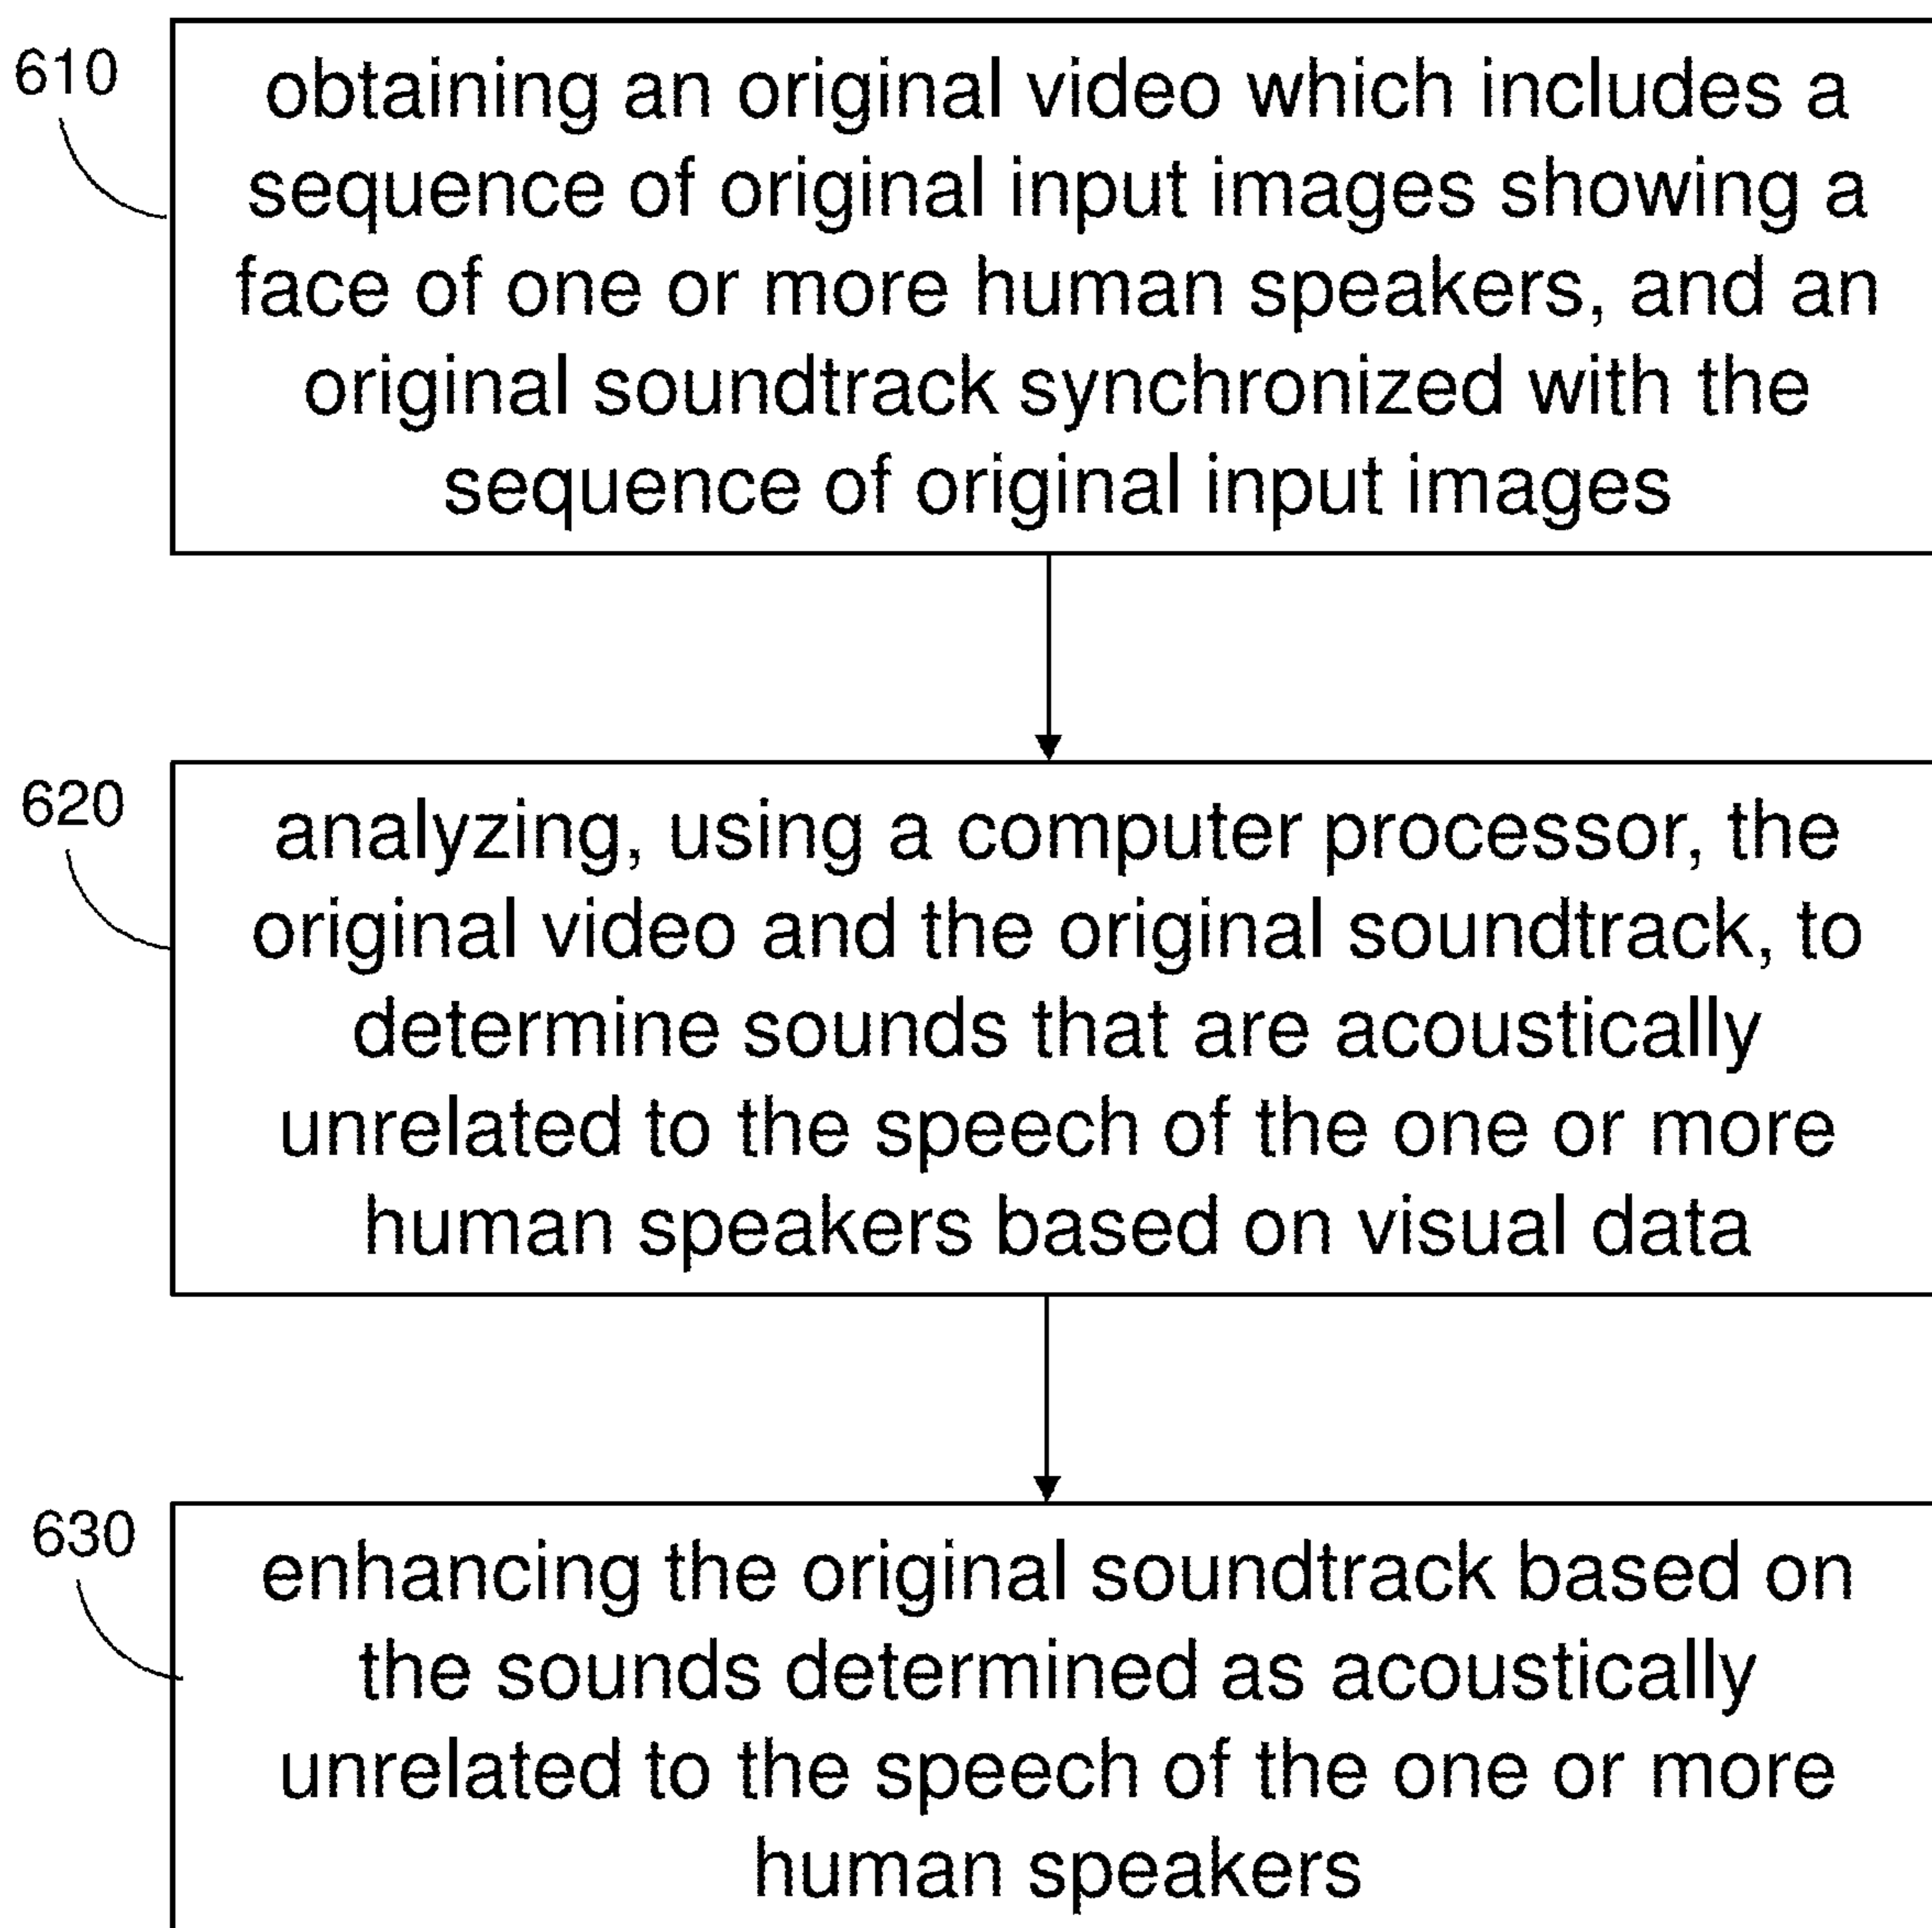 610
obtaining an original video which includes a
sequence of original input images showing a
face of one or more human speakers, and an
original soundtrack synchronized with the
sequence of original input images
620
analyzing, using a computer processor, the
original video and the original soundtrack, to
determine sounds that are acoustically
unrelated to the speech of the one or more
human speakers based on visual data
630
enhancing the original soundtrack based on
the sounds determined as acoustically
unrelated to the speech of the one or more
human speakers